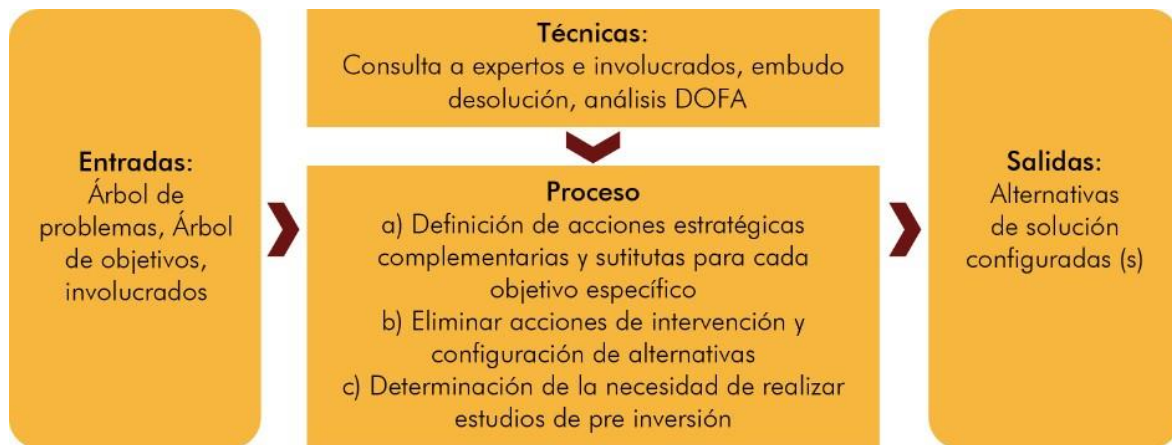 Entradas:
Árbol de
problemas, Árbol
de objetivos,
involucrados
Técnicas:
Consulta a expertos e involucrados, embudo
desolución, análisis DOFA
Proceso
a) Definición de acciones estratégicas
complementarias y sutitutas para cada
objetivo específico
b) Eliminar acciones de intervención y
configuración de alternativas
c) Determinación de la necesidad de realizar
estudios de pre inversión
Salidas:
Alternativas
de solución
configuradas (s)